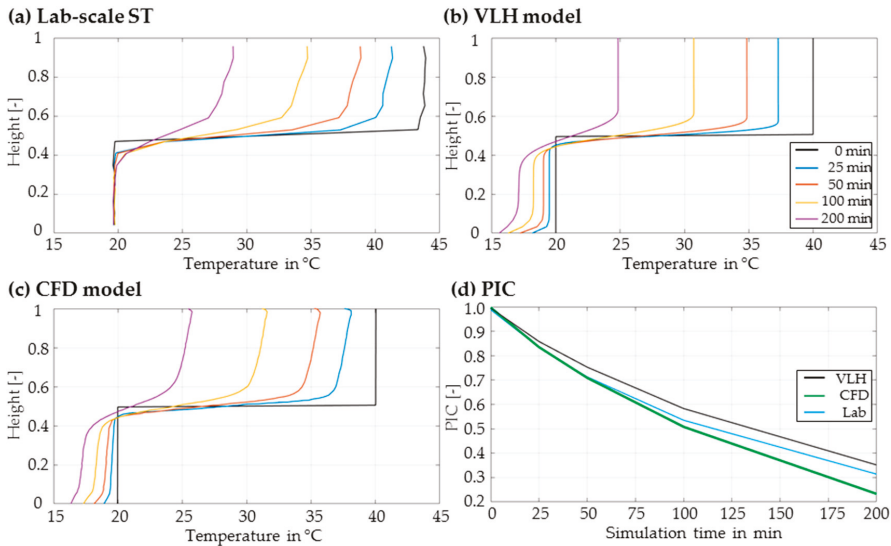 (a) Lab-scale ST
1
0.8
0.6
0.4
0.2
0
Height [-]
15 20 25 30 35 40 45
Temperature in °C
(b) VLH model
1
0.8
0.6
0.4
0.2
0
Height [-]
0 min
25 min
50 min
100 min
200 min
15 20 25 30 35 40 45
Temperature in °C
(c) CFD model
1
0.8
0.6
0.4
0.2
0
Height [-]
15 20 25 30 35 40 45
Temperature in °C
(d) PIC
1.0
0.9
0.8
0.7
0.6
0.5
0.4
0.3
0.2
PIC [-]
VLH
CFD
Lab
0 25 50 75 100 125 150 175 200
Simulation time in min